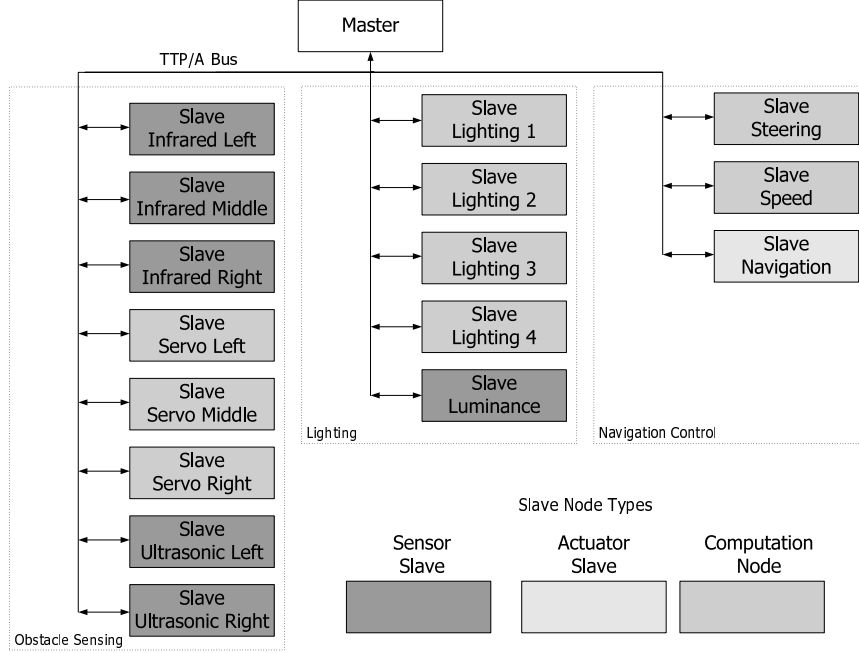 Master
TTP/A Bus
Slave
Infrared Left
Slave
Infrared Middle
Slave
Infrared Right
Slave
Servo Left
Slave
Servo Middle
Slave
Servo Right
Slave
Ultrasonic Left
Slave
Ultrasonic Right
Obstacle Sensing
Slave
Lighting 1
Slave
Lighting 2
Slave
Lighting 3
Slave
Lighting 4
Slave
Luminance
Lighting
Slave
Steering
Slave
Speed
Slave
Navigation
Navigation Control
Slave Node Types
Sensor
Slave
Actuator
Slave
Computation
Node